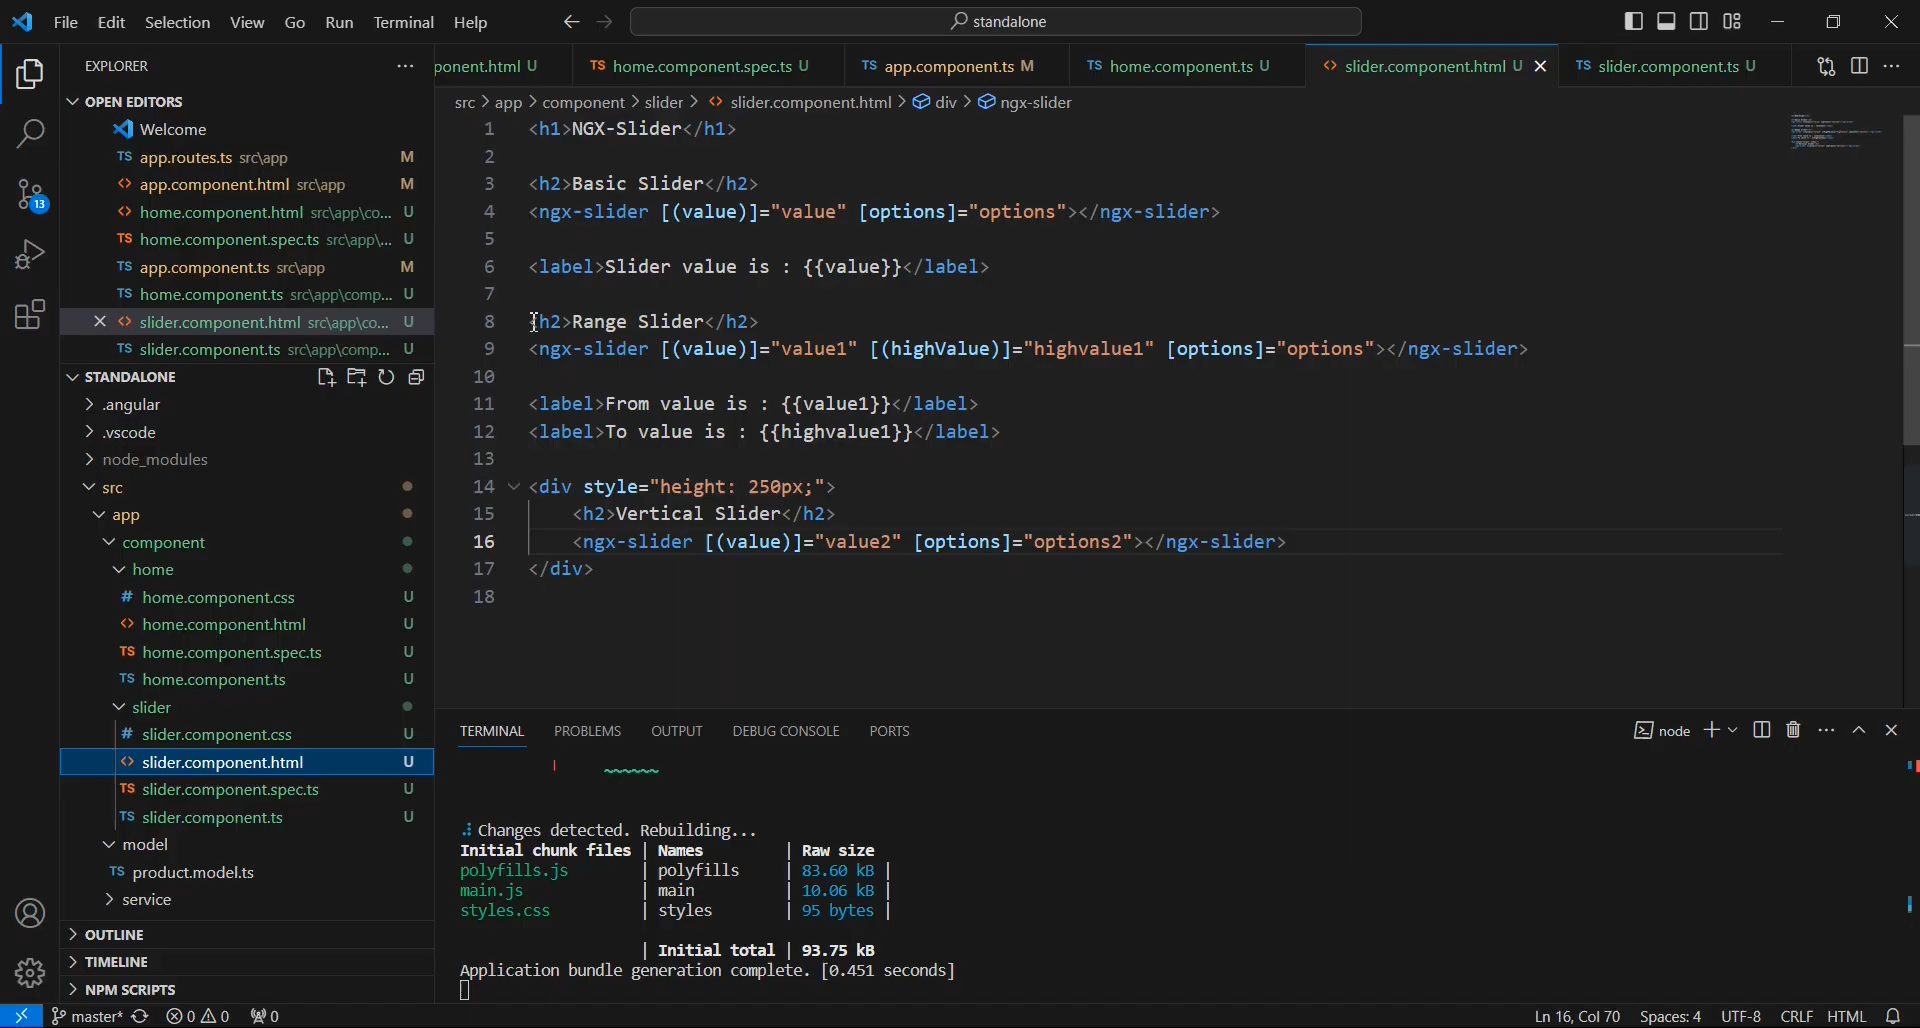 File Edit Selection View Go Run Terminal Help
standalone
EXPLORER
OPEN EDITORS
Welcome
app.routes.ts src\app M
app.component.html src\app M
home.component.html src\app\co... U
home.component.spec.ts src\app\... U
app.component.ts src\app M
home.component.ts src\app\comp... U
slider.component.html src\app\co... U
slider.component.ts src\app\comp... U
STANDALONE
.angular
.vscode
node_modules
src
app
component
home
home.component.css U
home.component.html U
home.component.spec.ts U
home.component.ts U
slider
slider.component.css U
slider.component.html U
slider.component.spec.ts U
slider.component.ts U
model
product.model.ts
service
OUTLINE
TIMELINE
NPM SCRIPTS
13
ponent.html U
home.component.spec.ts U
app.component.ts M
home.component.ts U
slider.component.html U
slider.component.ts U
src > app > component > slider > slider.component.html > div > ngx-slider
1 <h1>NGX-Slider</h1>
2
3 <h2>Basic Slider</h2>
4 <ngx-slider [(value)]="value" [options]="options"></ngx-slider>
5
6 <label>Slider value is : {{value}}</label>
7
8 <h2>Range Slider</h2>
9 <ngx-slider [(value)]="value1" [(highValue)]="highvalue1" [options]="options"></ngx-slider>
10
11 <label>From value is : {{value1}}</label>
12 <label>To value is : {{highvalue1}}</label>
13
14 <div style="height: 250px;">
15 <h2>Vertical Slider</h2>
16 <ngx-slider [(value)]="value2" [options]="options2"></ngx-slider>
17 </div>
18
TERMINAL PROBLEMS OUTPUT DEBUG CONSOLE PORTS
node
Changes detected. Rebuilding...
Initial chunk files | Names | Raw size
polyfills.js | polyfills | 83.60 kB |
main.js | main | 10.06 kB |
styles.css | styles | 95 bytes |
| Initial total | 93.75 kB
Application bundle generation complete. [0.451 seconds]
master* 0 0 0
Ln 16, Col 70 Spaces: 4 UTF-8 CRLF HTML